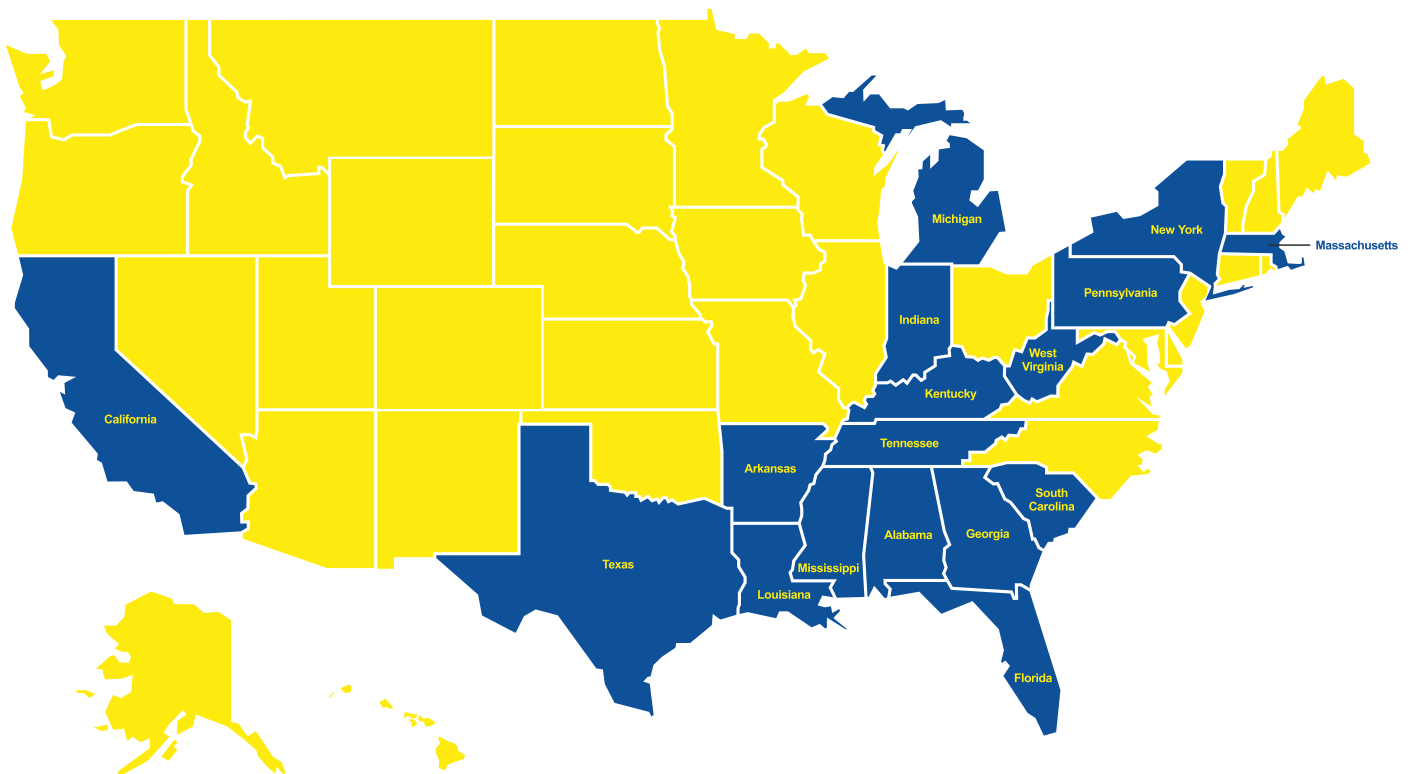 Michigan
New York
Massachusetts
Pennsylvania
Indiana
West
Virginia
Kentucky
California
Tennessee
Arkansas
South
Carolina
Georgia
Alabama
Texas
Mississippi
Louisiana
Florida